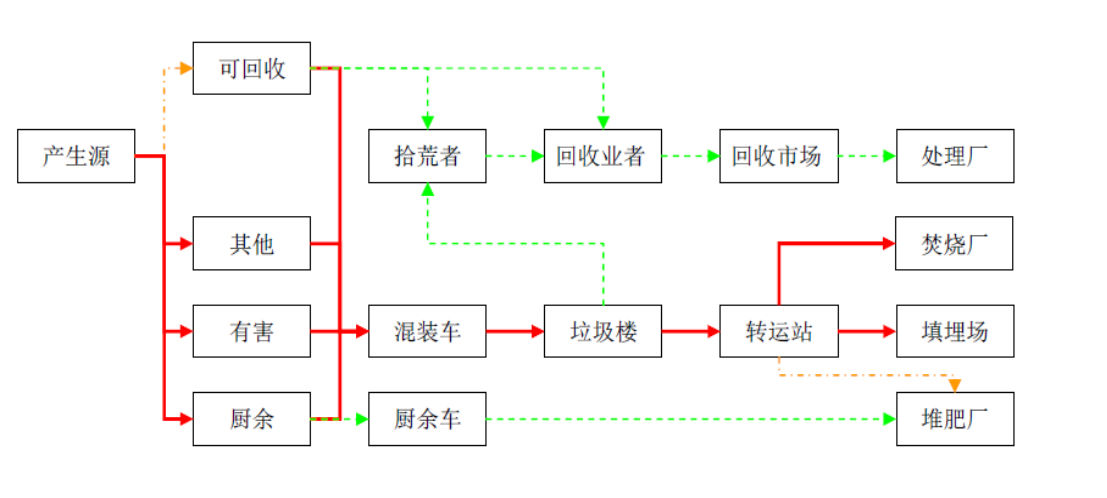 可回收
产生源
拾荒者
回收业者
回收市场
处理厂
其他
焚烧厂
有害
混装车
垃圾楼
转运站
填埋场
厨余
厨余车
堆肥厂